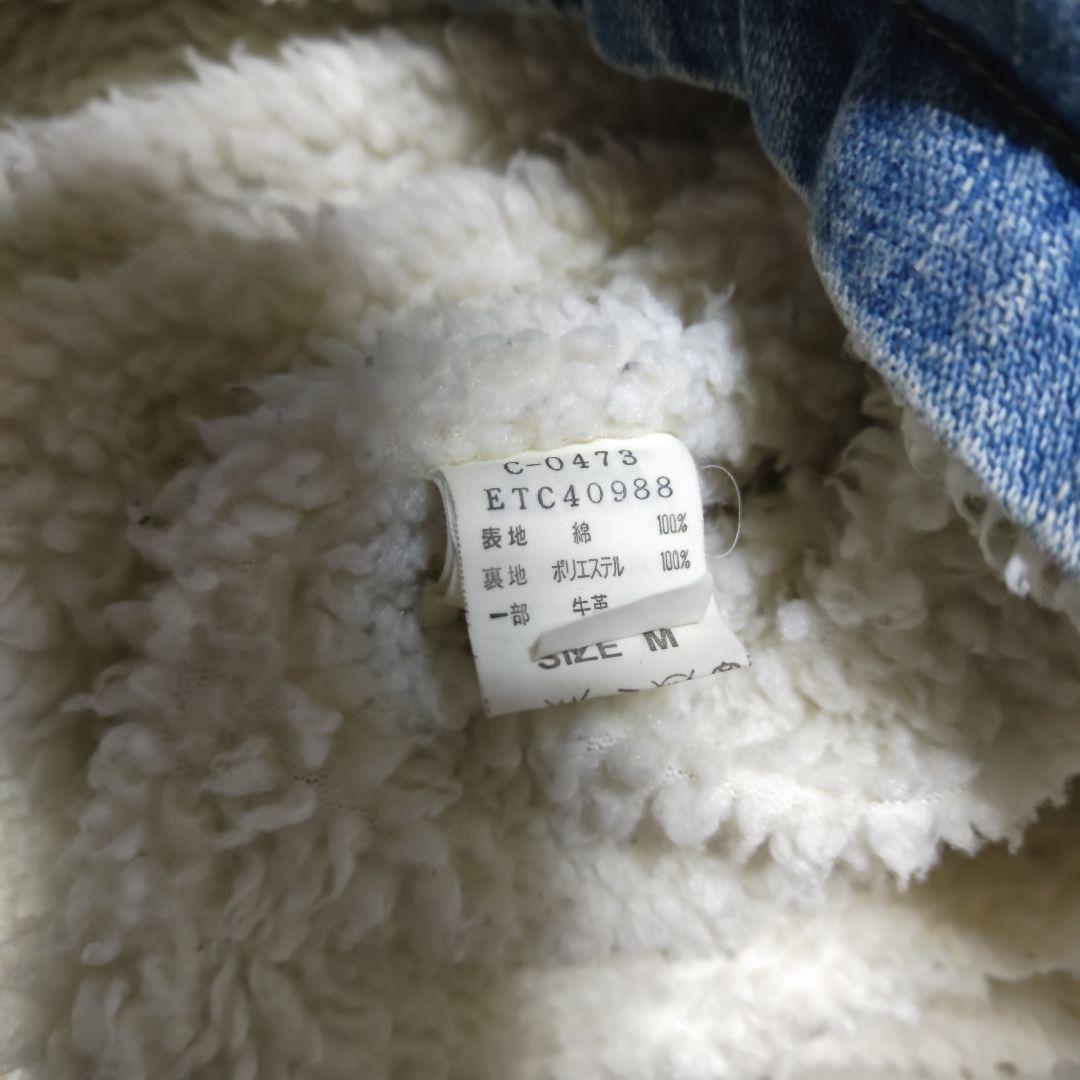 C-0473
ETC40988
表地 綿 100%
裏地 ポリエステル 100%
一部 牛革
SIZE M